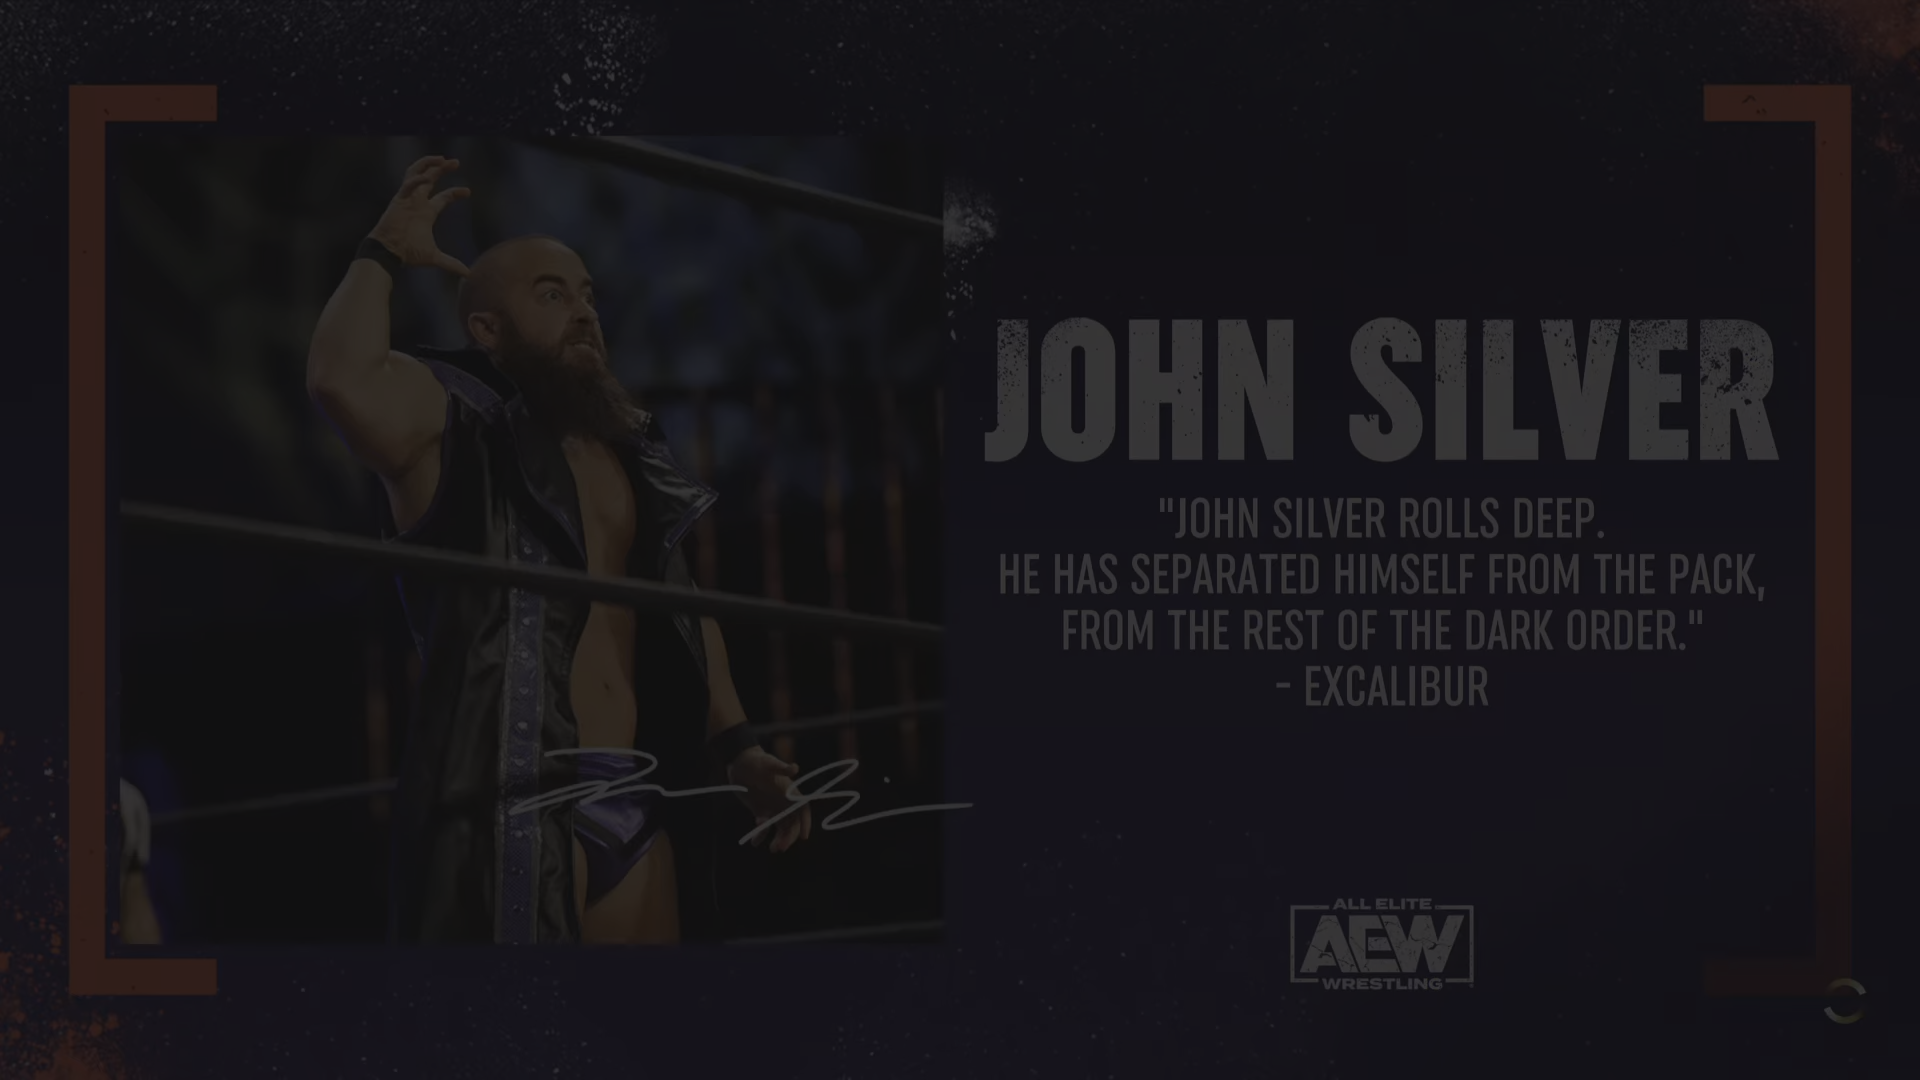 JOHN SILVER
"JOHN SILVER ROLLS DEEP.
HE HAS SEPARATED HIMSELF FROM THE PACK,
FROM THE REST OF THE DARK ORDER."
- EXCALIBUR
ALL ELITE
AEW
WRESTLING